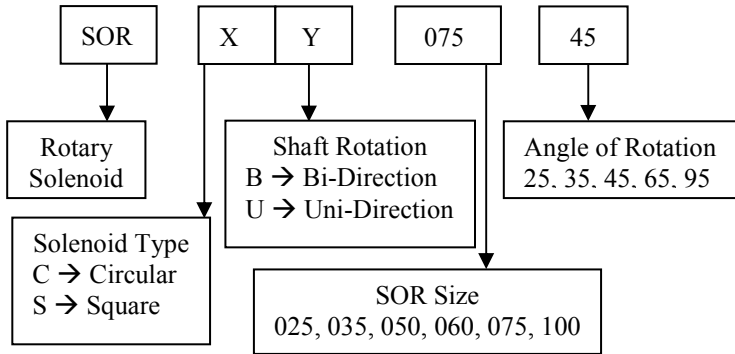 SOR X Y 075 45
Rotary
Solenoid
Shaft Rotation
B → Bi-Direction
U → Uni-Direction
Angle of Rotation
25, 35, 45, 65, 95
Solenoid Type
C → Circular
S → Square
SOR Size
025, 035, 050, 060, 075, 100